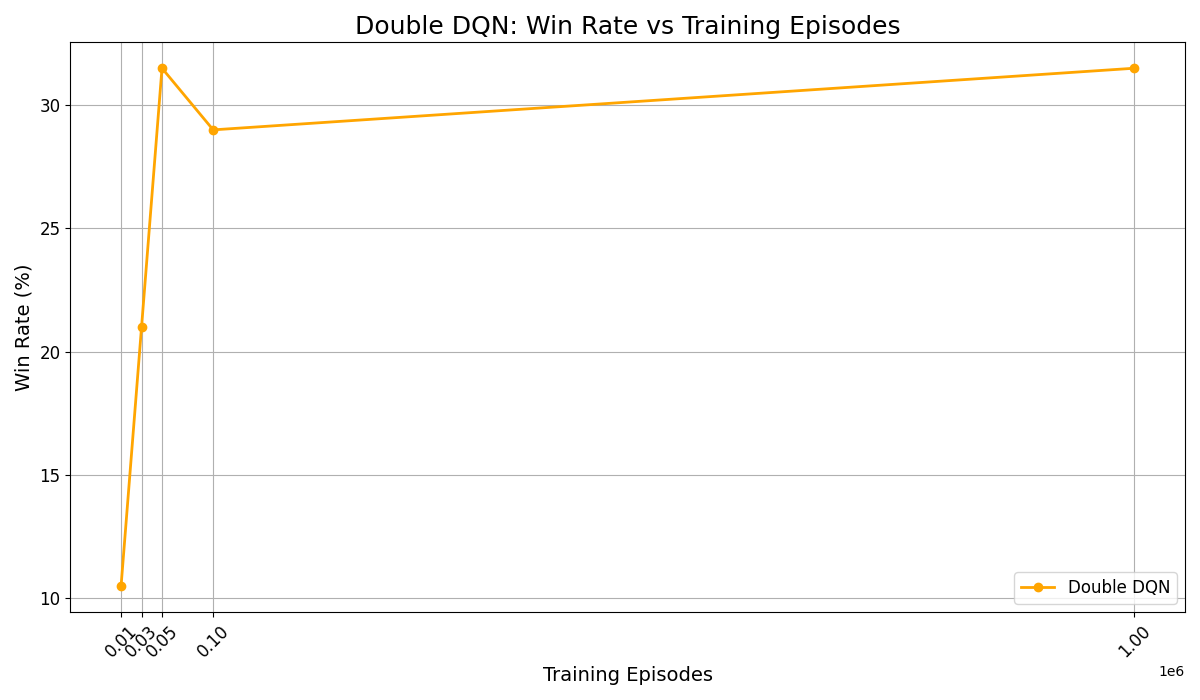 Double DQN: Win Rate vs Training Episodes
Win Rate (%)
30
25
20
15
10
Double DQN
0.01
0.03
0.05
0.10
1.00
1e6
Training Episodes